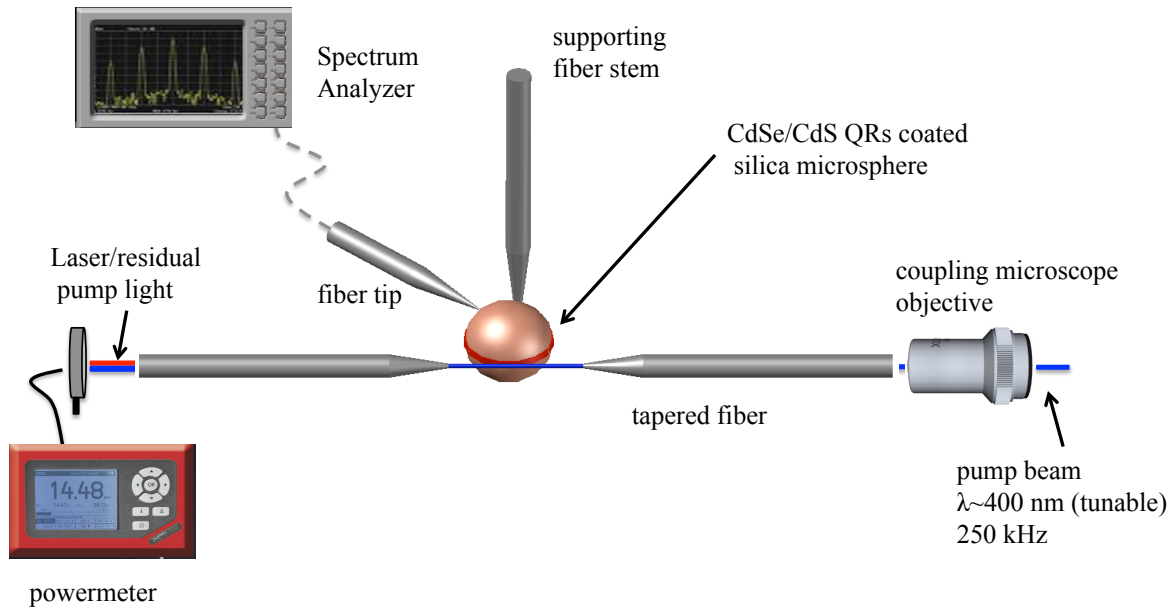 Spectrum
Analyzer
supporting
fiber stem
CdSe/CdS QRs coated
silica microsphere
Laser/residual
pump light
fiber tip
coupling microscope
objective
tapered fiber
pump beam
λ~400 nm (tunable)
250 kHz
14.48
OK
powermeter